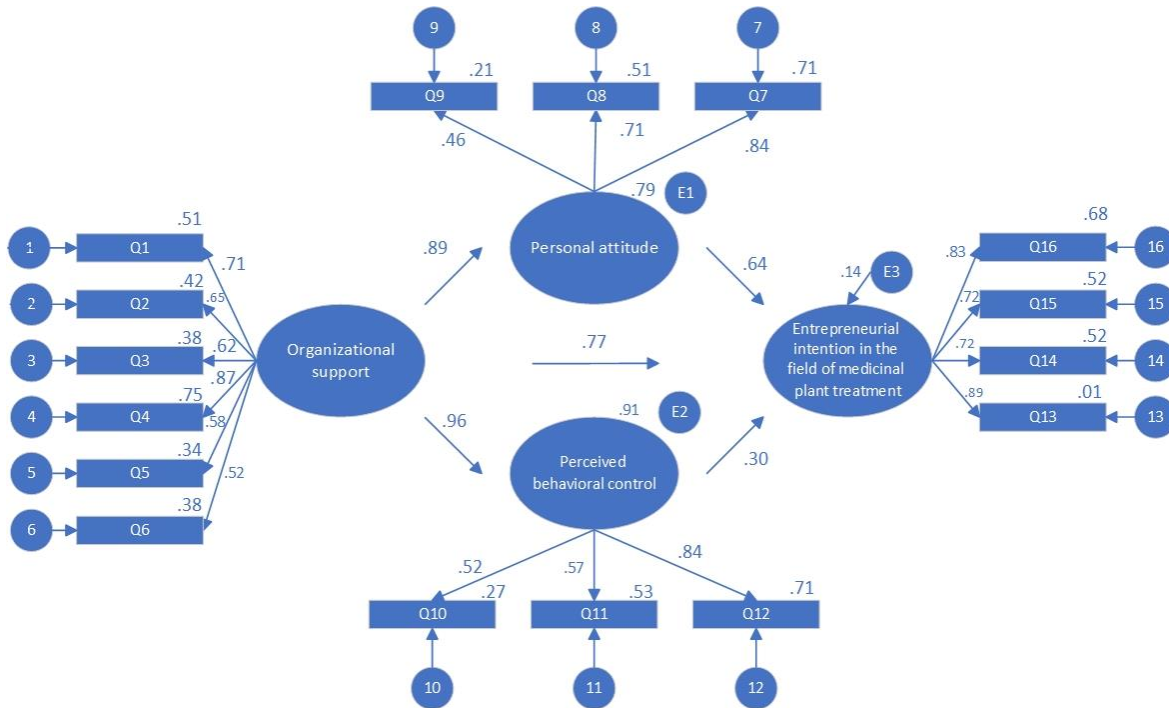 9
8
7
.21
.51
.71
Q9
Q8
Q7
.46
.71
.84
.79
E1
Personal attitude
1
Q1
.51
.71
2
Q2
.42
.65
3
Q3
.38
.62
4
Q4
.75
.87
5
Q5
.34
.58
6
Q6
.38
.52
Organizational
support
.89
.77
.96
.64
.30
.14
E3
Entrepreneurial
intention in the
field of medicinal
plant treatment
.91
E2
Perceived
behavioral control
.83
.68
Q16
16
.72
.52
Q15
15
.72
.52
Q14
14
.89
.01
Q13
13
.52
.57
.84
.27
.53
.71
Q10
Q11
Q12
10
11
12